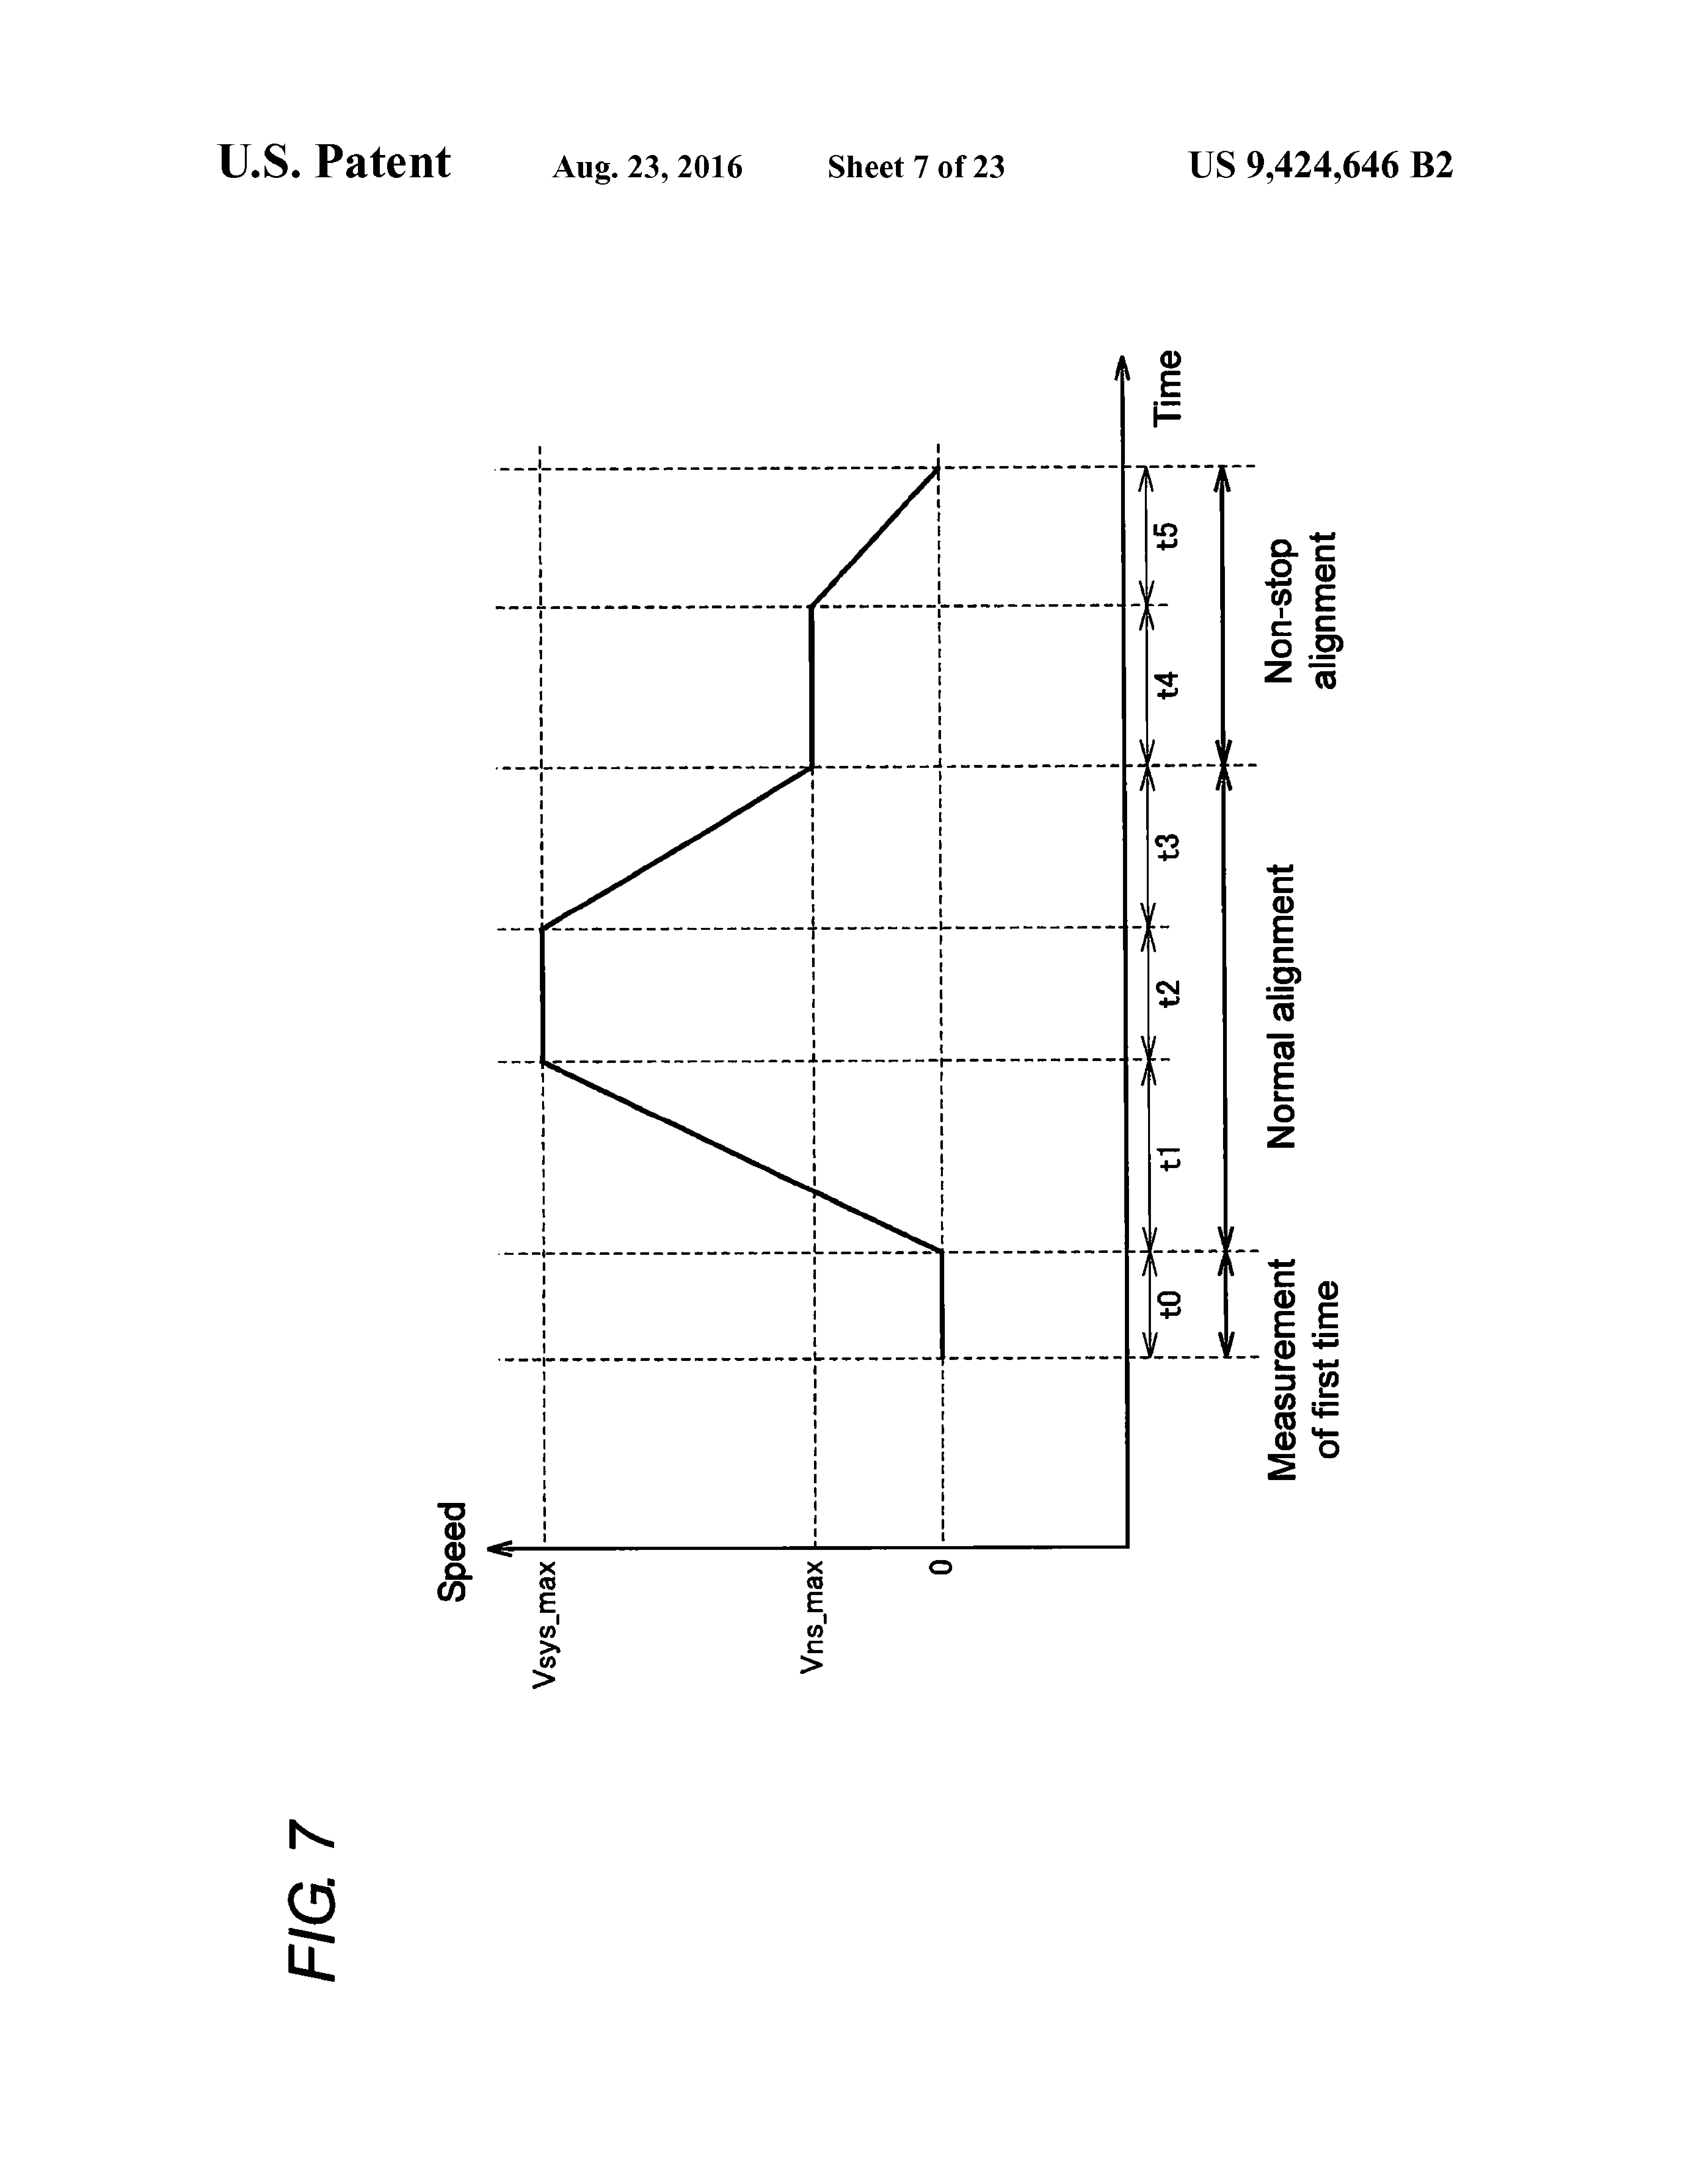 U.S. Patent Aug. 23, 2016 Sheet 7 of 23 US 9,424,646 B2
FIG. 7
Speed
Vsys_max
Vns_max
0
t0 t1 t2 t3 t4 t5 Time
Measurement
of first time
Normal alignment
Non-stop
alignment